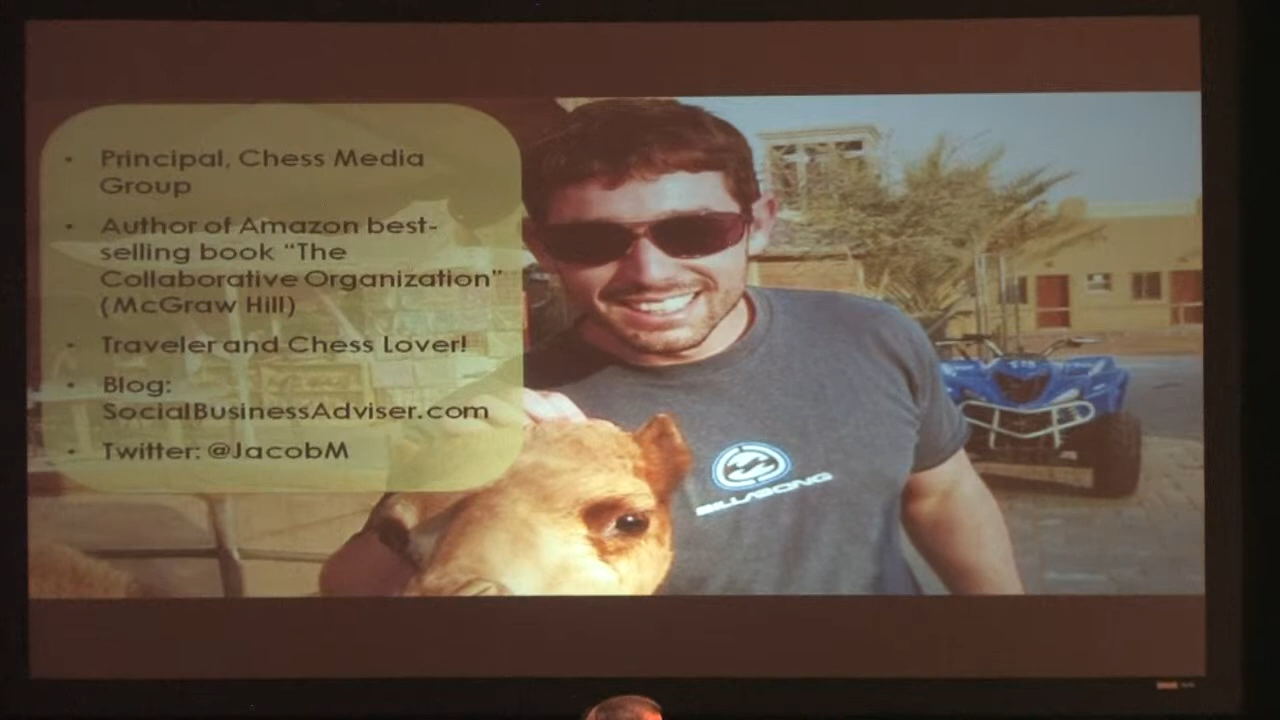 Principal, Chess Media
Group
Author of Amazon best-
selling book “The
Collaborative Organization”
(McGraw Hill)
Traveler and Chess Lover!
Blog:
SocialBusinessAdviser.com
Twitter: @JacobM
BILLABONG